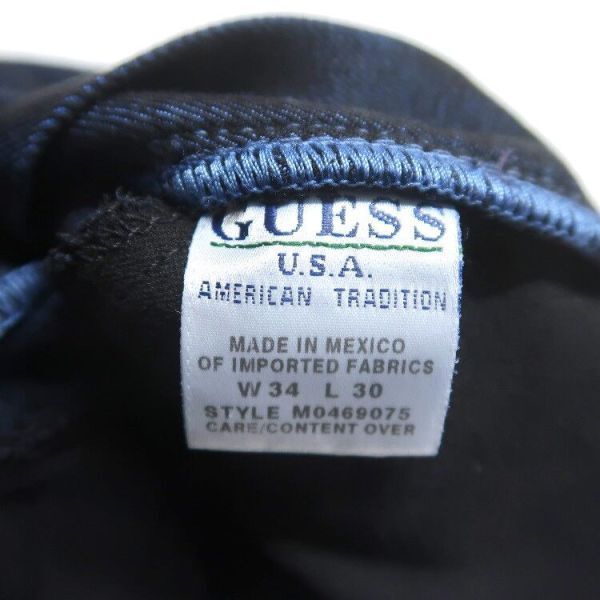 GUESS
U.S.A.
AMERICAN TRADITION
MADE IN MEXICO
OF IMPORTED FABRICS
W 34 L 30
STYLE M0469075
CARE/CONTENT OVER